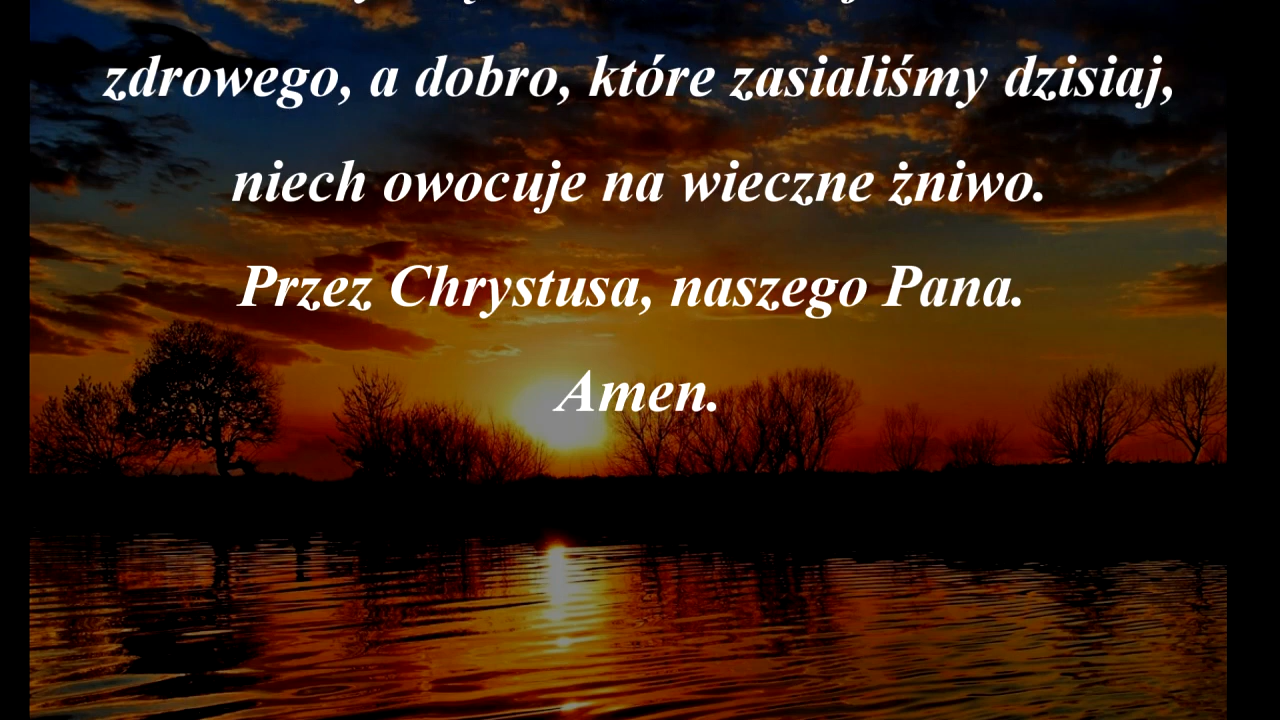 zdrowego, a dobro, które zasialiśmy dzisiaj,
niech owocuje na wieczne żniwo.
Przez Chrystusa, naszego Pana.
Amen.